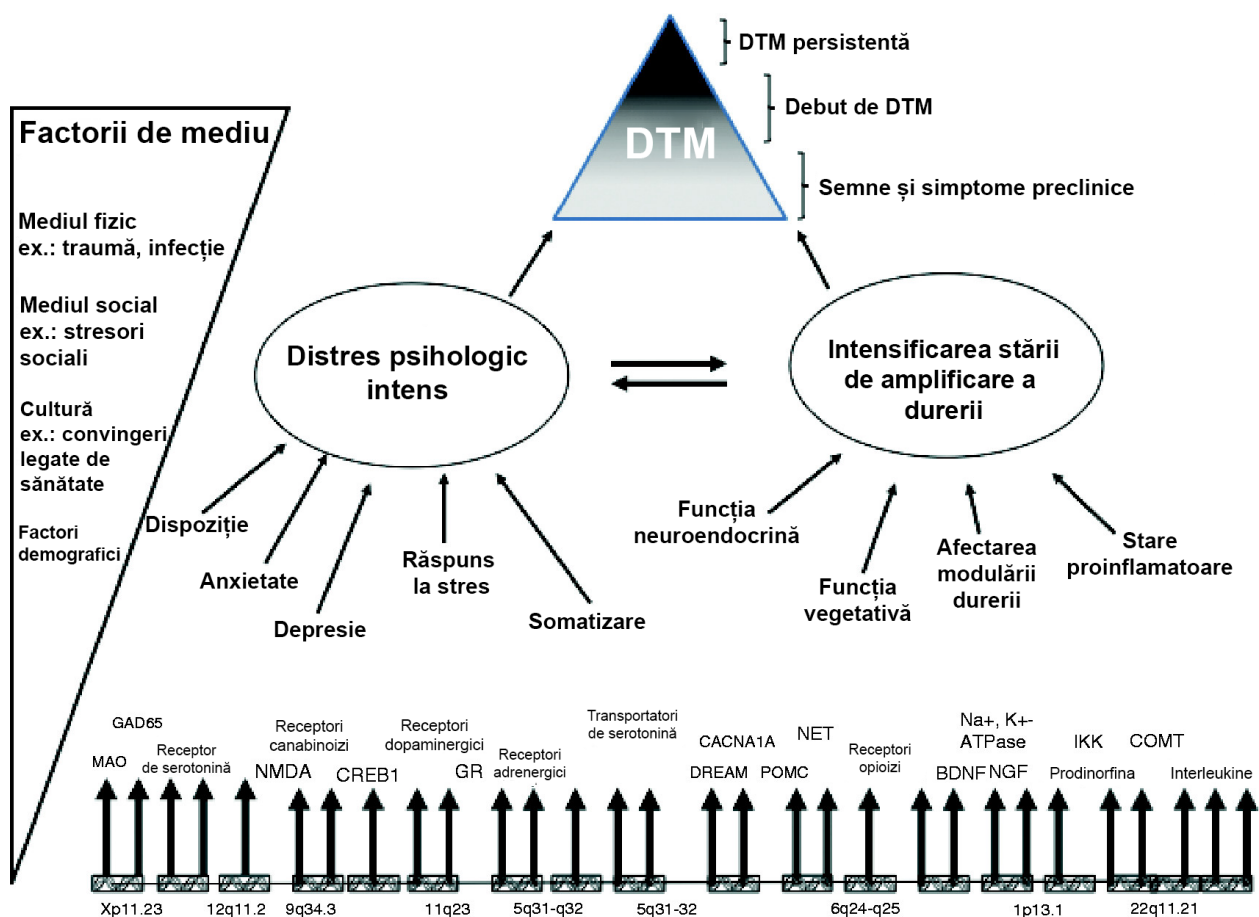 DTM persistentă
Debut de DTM
DTM
Semne și simptome preclinice
Factorii de mediu
Mediul fizic
ex.: traumă, infecție
Mediul social
ex.: stresori
sociali
Cultură
ex.: convingeri
legate de
sănătate
Factori
demografici
Distres psihologic
intens
Intensificarea stării
de amplificare a
durerii
Dispoziție
Anxietate
Depresie
Răspuns
la stres
Somatizare
Funcția
neuroendocrină
Funcția
vegetativă
Afectarea
modulării
durerii
Stare
proinflamatoare
MAO
GAD65
Receptor
de serotonină
NMDA
Receptori
canabinoizi
CREB1
Receptori
dopaminergici
GR
Receptori
adrenergici
Transportatori
de serotonină
CACNA1A
DREAM
POMC
NET
Receptori
opioizi
Na+, K+-
ATPase
BDNF
NGF
IKK
Prodinorfina
COMT
Interleukine
Xp11.23
12q11.2
9q34.3
11q23
5q31-q32
5q31-32
6q24-q25
1p13.1
22q11.21